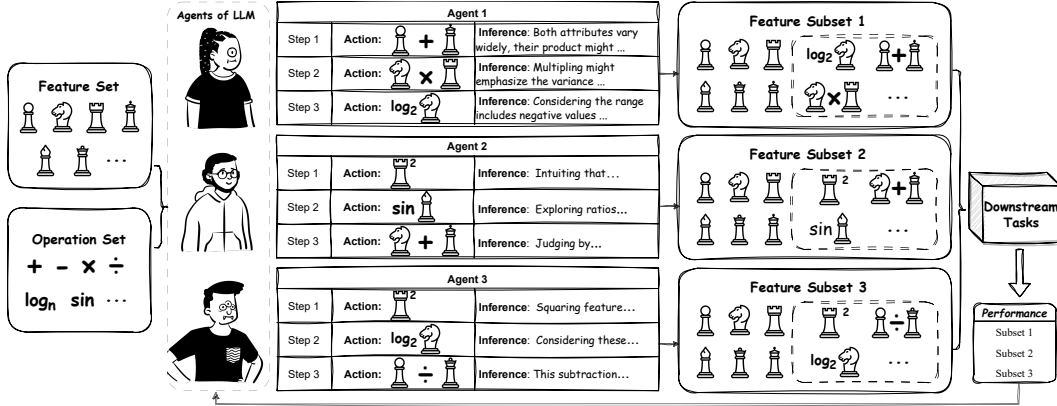 Agents of LLM
Feature Set
...
Operation Set
+ - × ÷
logn sin ...
Agent 1
Step 1 Action: + Inference: Both attributes vary
widely, their product might ...
Step 2 Action: × Inference: Multipling might
emphasize the variance ...
Step 3 Action: log2 Inference: Considering the range
includes negative values ...
Agent 2
Step 1 Action: 2 Inference: Intuiting that...
Step 2 Action: sin Inference: Exploring ratios...
Step 3 Action: + Inference: Judging by...
Agent 3
Step 1 Action: 2 Inference: Squaring feature...
Step 2 Action: log2 Inference: Considering these...
Step 3 Action: ÷ Inference: This subtraction...
Feature Subset 1
log2 +
× ...
Feature Subset 2
2 +
sin ...
Feature Subset 3
2 ÷
log2 ...
Downstream
Tasks
Performance
Subset 1
Subset 2
Subset 3